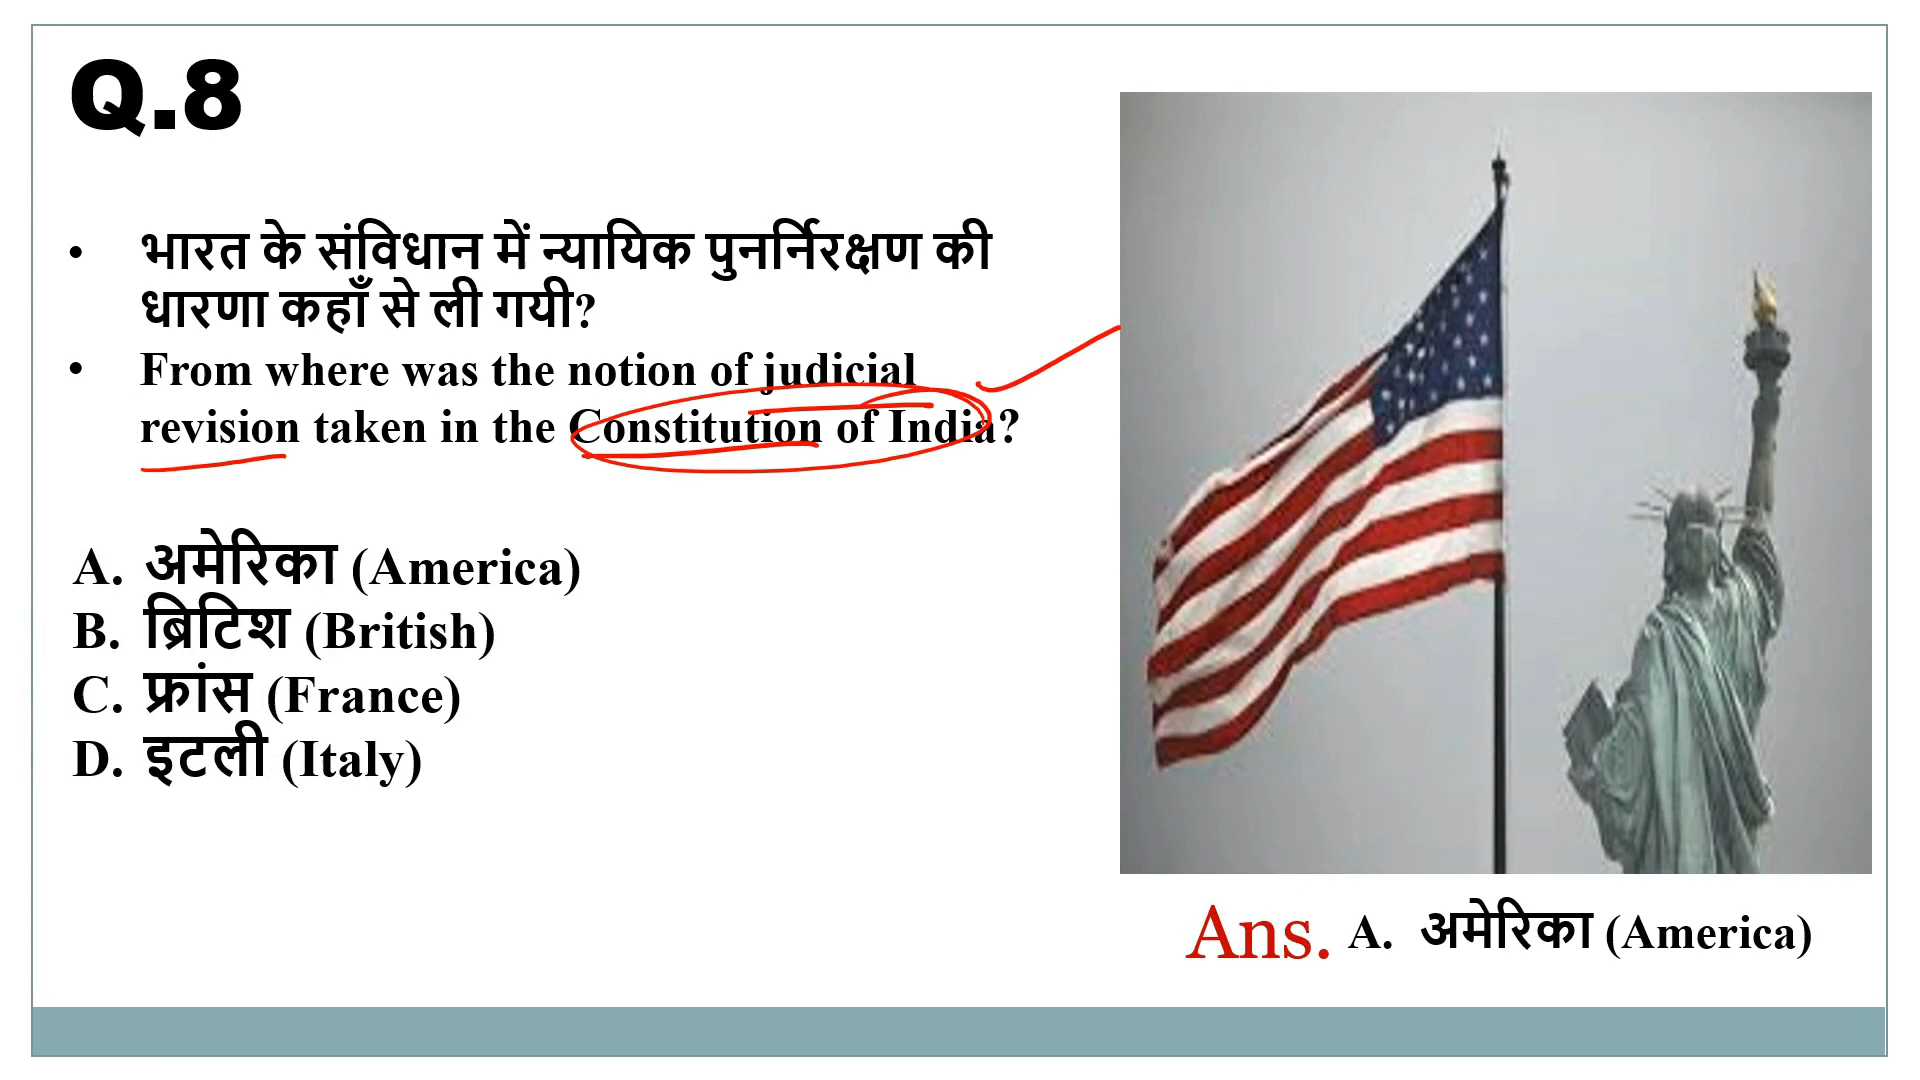 Q.8
• भारत के संविधान में न्यायिक पुनर्निरक्षण की
धारणा कहाँ से ली गयी?
• From where was the notion of judicial
revision taken in the Constitution of India?
A. अमेरिका (America)
B. ब्रिटिश (British)
C. फ्रांस (France)
D. इटली (Italy)
Ans. A. अमेरिका (America)